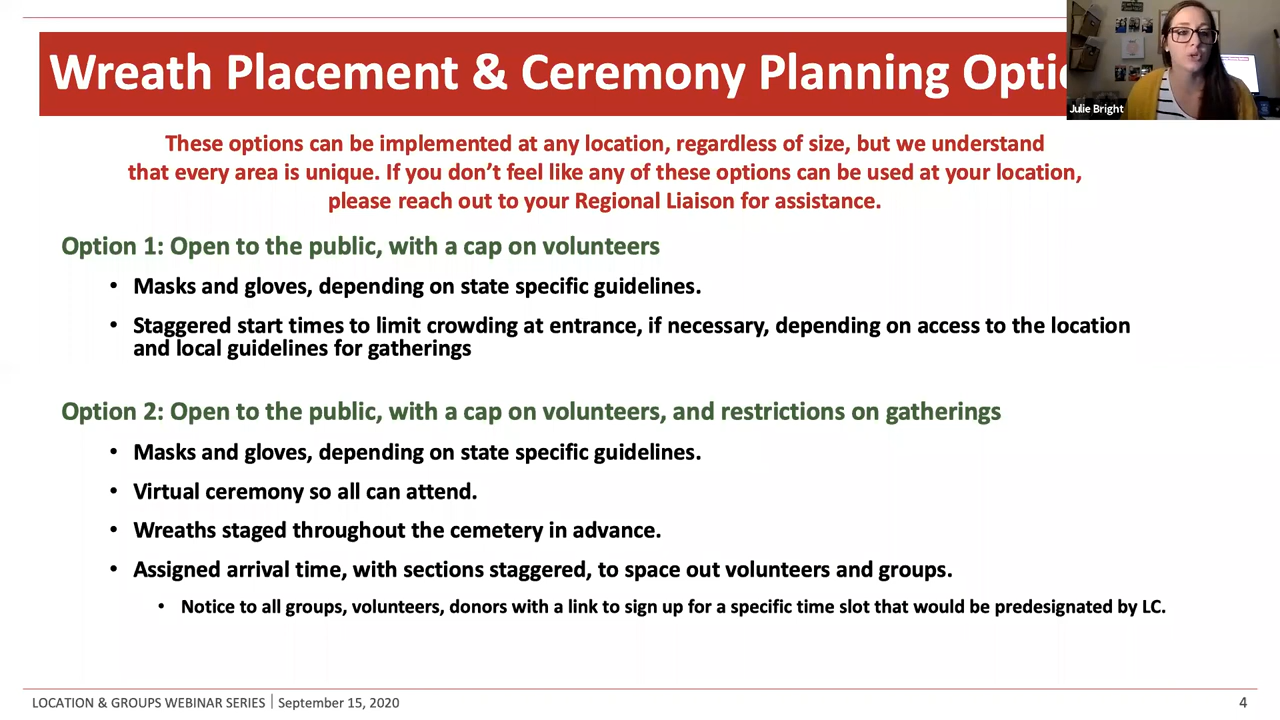 Wreath Placement & Ceremony Planning Optio
Julie Bright
These options can be implemented at any location, regardless of size, but we understand
that every area is unique. If you don’t feel like any of these options can be used at your location,
please reach out to your Regional Liaison for assistance.
Option 1: Open to the public, with a cap on volunteers
• Masks and gloves, depending on state specific guidelines.
• Staggered start times to limit crowding at entrance, if necessary, depending on access to the location
and local guidelines for gatherings
Option 2: Open to the public, with a cap on volunteers, and restrictions on gatherings
• Masks and gloves, depending on state specific guidelines.
• Virtual ceremony so all can attend.
• Wreaths staged throughout the cemetery in advance.
• Assigned arrival time, with sections staggered, to space out volunteers and groups.
• Notice to all groups, volunteers, donors with a link to sign up for a specific time slot that would be predesignated by LC.
LOCATION & GROUPS WEBINAR SERIES | September 15, 2020
4